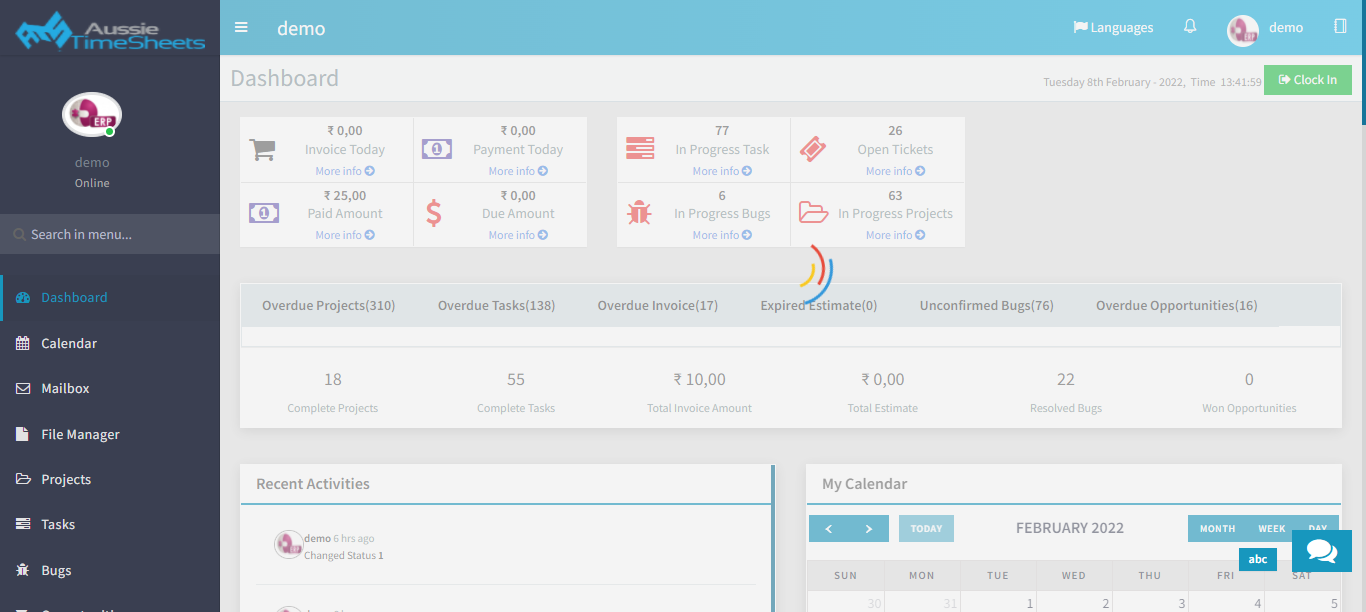 Aussie
TimeSheets
demo
Languages
demo
ERP
demo
Online
Search in menu...
Dashboard
Calendar
Mailbox
File Manager
Projects
Tasks
Bugs
Dashboard
Tuesday 8th February - 2022, Time 13:41:59
Clock In
₹ 0,00
Invoice Today
More info
₹ 0,00
Payment Today
More info
77
In Progress Task
More info
26
Open Tickets
More info
₹ 25,00
Paid Amount
More info
₹ 0,00
Due Amount
More info
6
In Progress Bugs
More info
63
In Progress Projects
More info
Overdue Projects(310) Overdue Tasks(138) Overdue Invoice(17) Expired Estimate(0) Unconfirmed Bugs(76) Overdue Opportunities(16)
18
Complete Projects
55
Complete Tasks
₹ 10,00
Total Invoice Amount
₹ 0,00
Total Estimate
22
Resolved Bugs
0
Won Opportunities
Recent Activities
demo 6 hrs ago
Changed Status 1
My Calendar
TODAY
FEBRUARY 2022
MONTH WEEK DAY
abc
SUN MON TUE WED THU FRI SAT
30 31 1 2 3 4 5